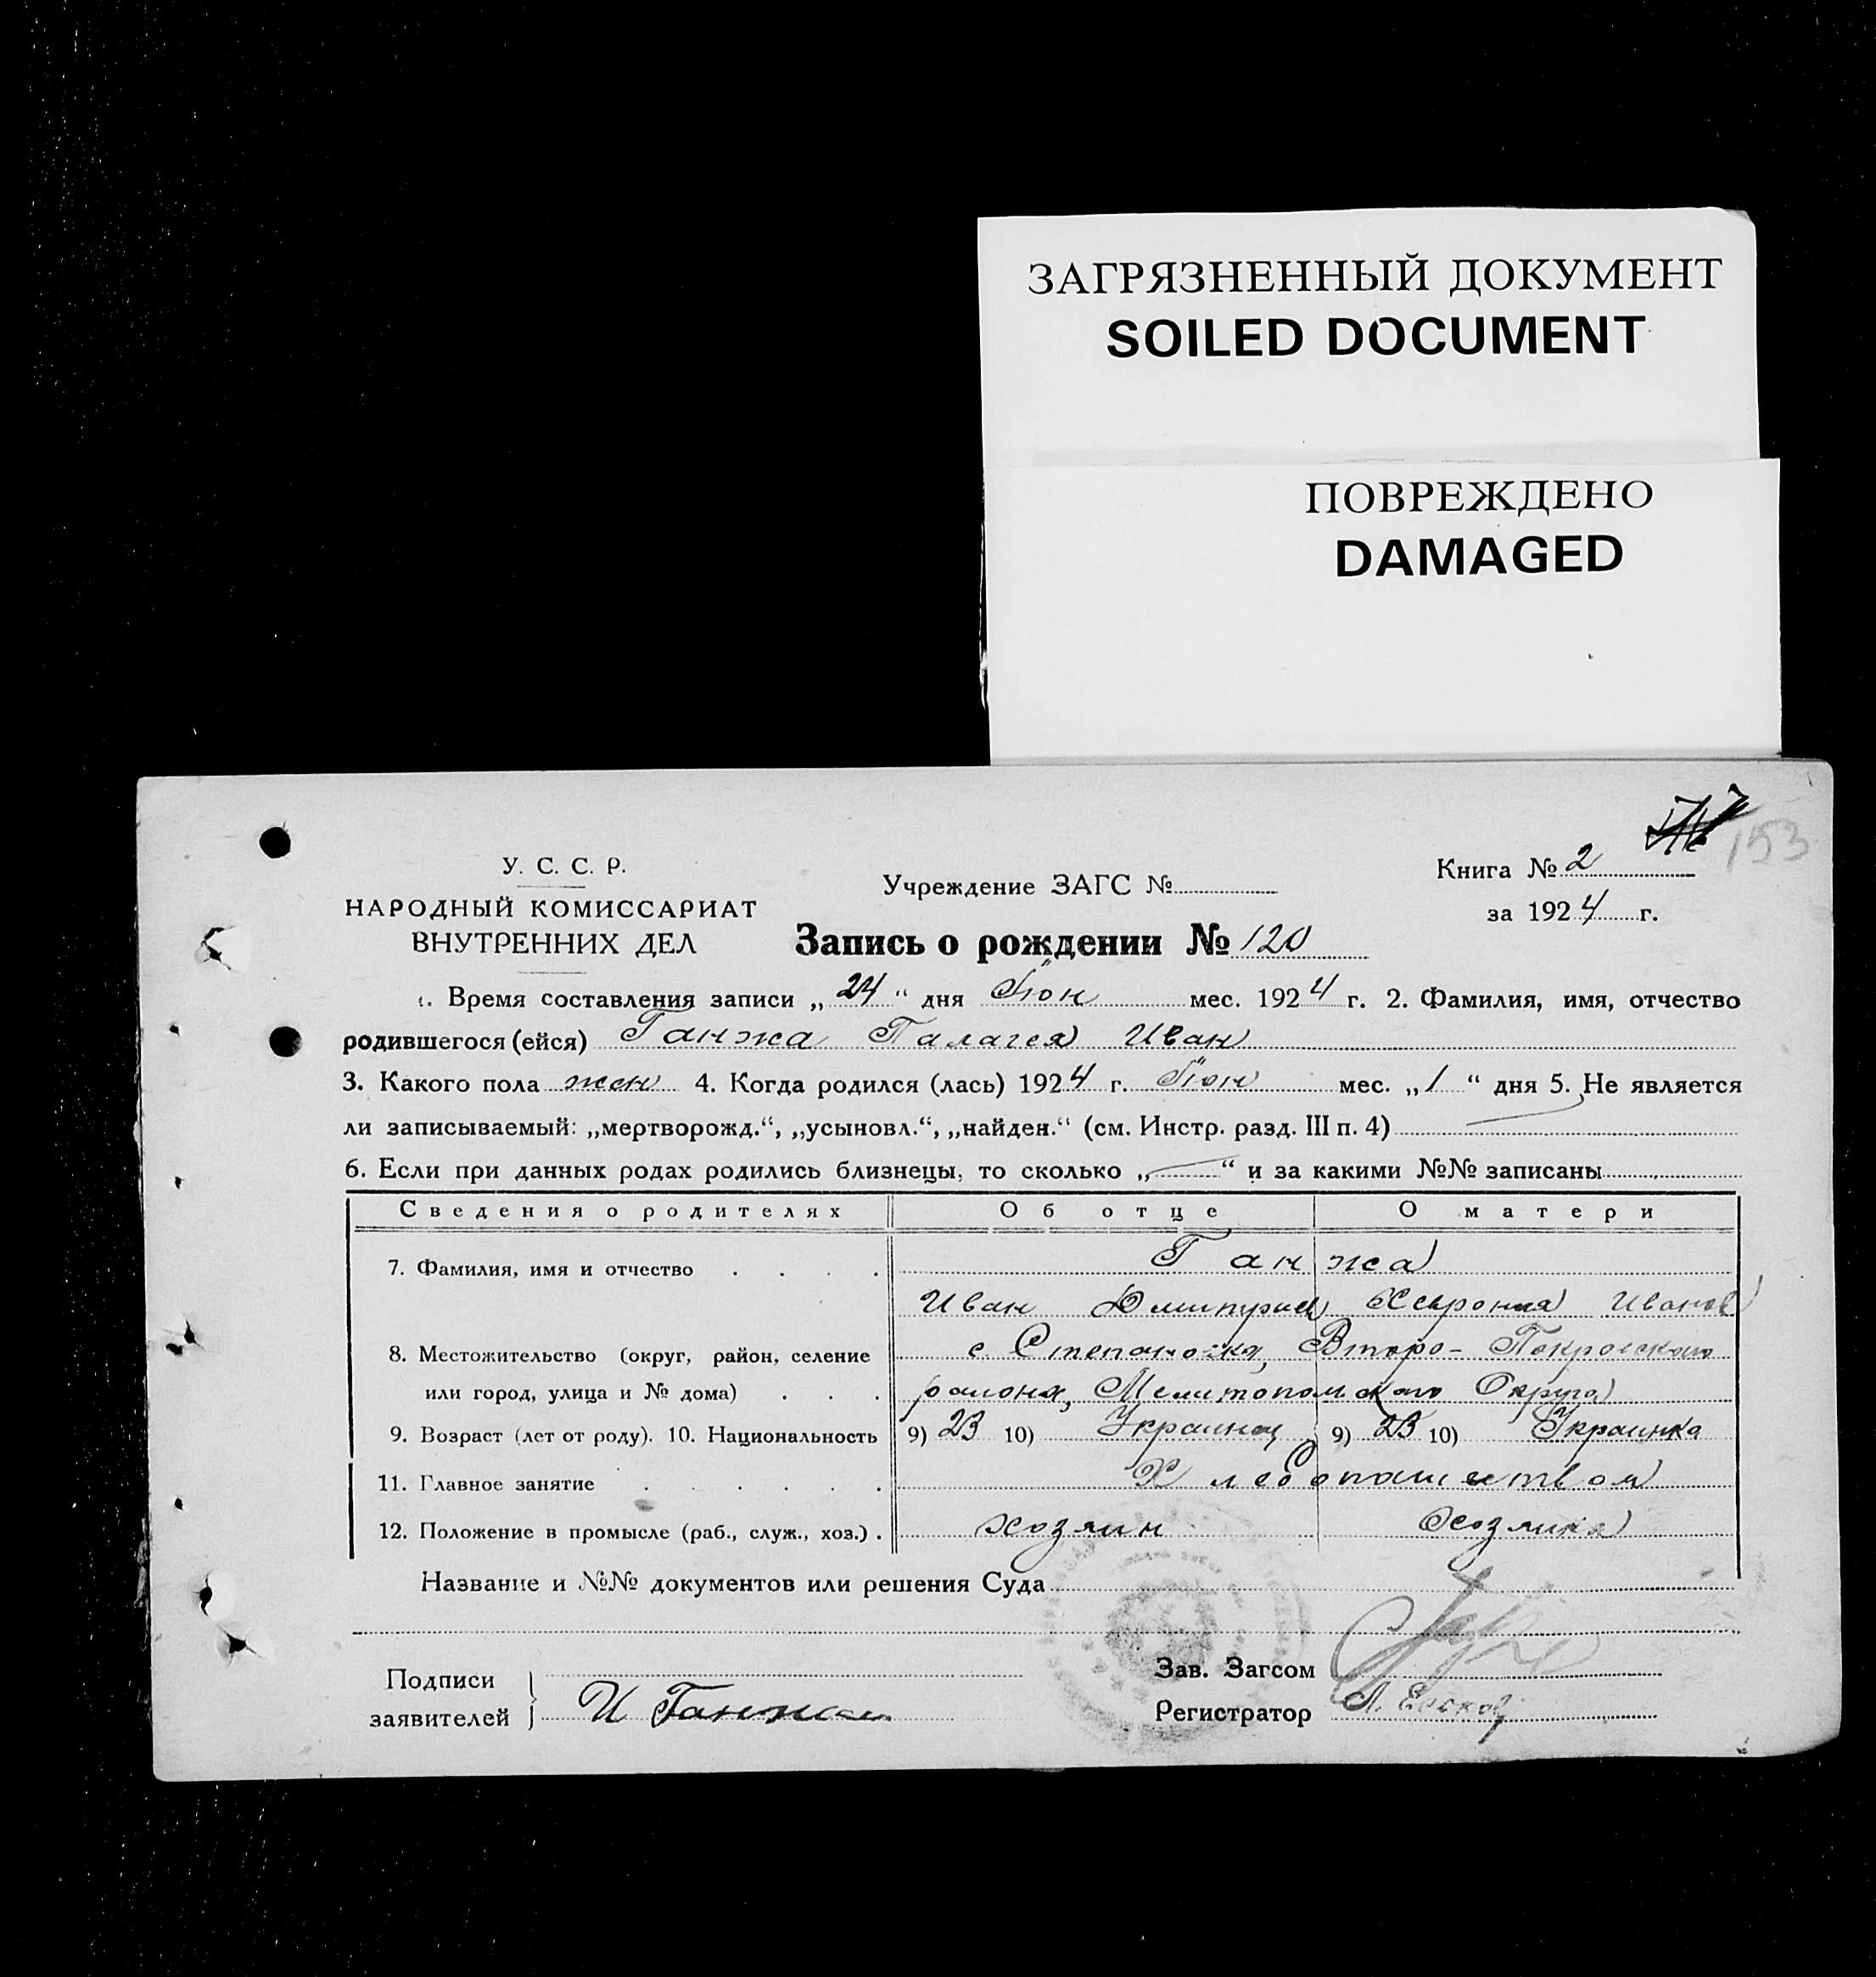 ЗАГРЯЗНЕННЫЙ ДОКУМЕНТ
SOILED DOCUMENT
ПОВРЕЖДЕНО
DAMAGED
153
У. С. С. Р.
НАРОДНЫЙ КОМИССАРИАТ
ВНУТРЕННИХ ДЕЛ
Учреждение ЗАГС №
Книга № 2
за 1924 г.
Запись о рождении № 120
1. Время составления записи „24“ дня Іюн мес. 1924 г. 2. Фамилия, имя, отчество
родившегося (ейся) Ганжа Палагея Иван
3. Какого пола жен 4. Когда родился (лась) 1924 г. Іюн мес. „1“ дня 5. Не является
ли записываемый: „мертворожд.“, „усыновл.“, „найден.“ (см. Инстр. разд. III п. 4)
6. Если при данных родах родились близнецы, то сколько „—“ и за какими №№ записаны
Сведения о родителях Об отце О матери
7. Фамилия, имя и отчество Ганжа
Иван Дмитриев Хеврония Иванов
8. Местожительство (округ, район, селение с. Степановка, Второ-Покровского
или город, улица и № дома) района, Мелитопольского Округа
9. Возраст (лет от роду). 10. Национальность 9) 23 10) Украинец 9) 23 10) Украинка
11. Главное занятие Хлебопашеством
12. Положение в промысле (раб., служ., хоз.) хозяин Хозяйка
Название и №№ документов или решения Суда
Подписи
заявителей И Ганжа
Зав. Загсом
Регистратор